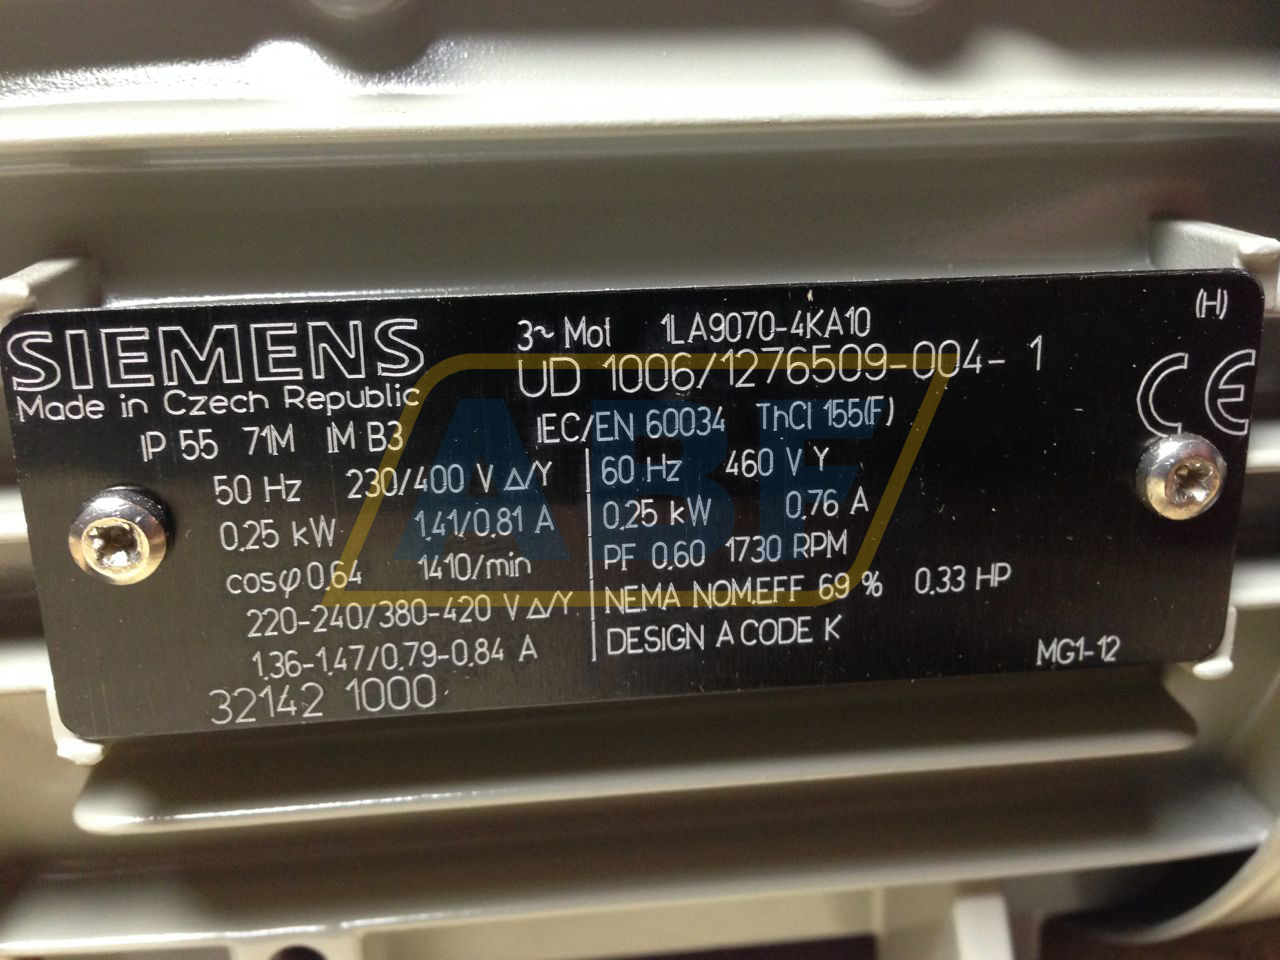 (H)
SIEMENS
3~ Mot 1LA9070-4KA10
UD 1006/1276509-004-1
Made in Czech Republic
CE
IP 55 71M IM B3
IEC/EN 60034 ThCl 155(F)
50 Hz 230/400 V Δ/Y
0.25 kW 1.41/0.81 A
cosφ 0.64 1410/min
220-240/380-420 V Δ/Y
1.36-1.47/0.79-0.84 A
32142 1000
60 Hz 460 V Y
0.25 kW 0.76 A
PF 0.60 1730 RPM
NEMA NOM.EFF 69 % 0.33 HP
DESIGN A CODE K
MG1-12
ABF